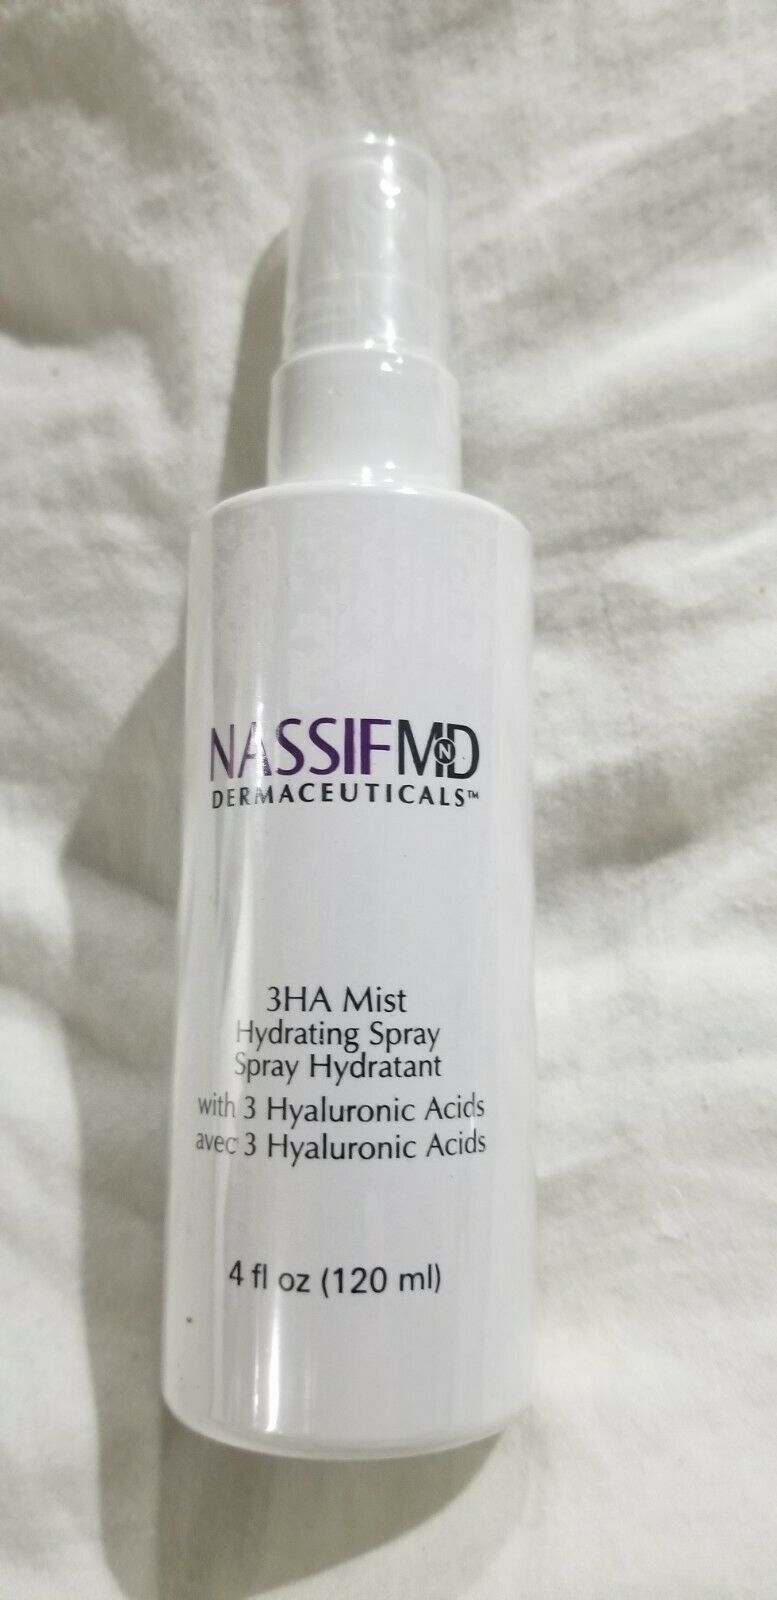 NASSIFMD
DERMACEUTICALS™
3HA Mist
Hydrating Spray
Spray Hydratant
with 3 Hyaluronic Acids
avec 3 Hyaluronic Acids
4 fl oz (120 ml)